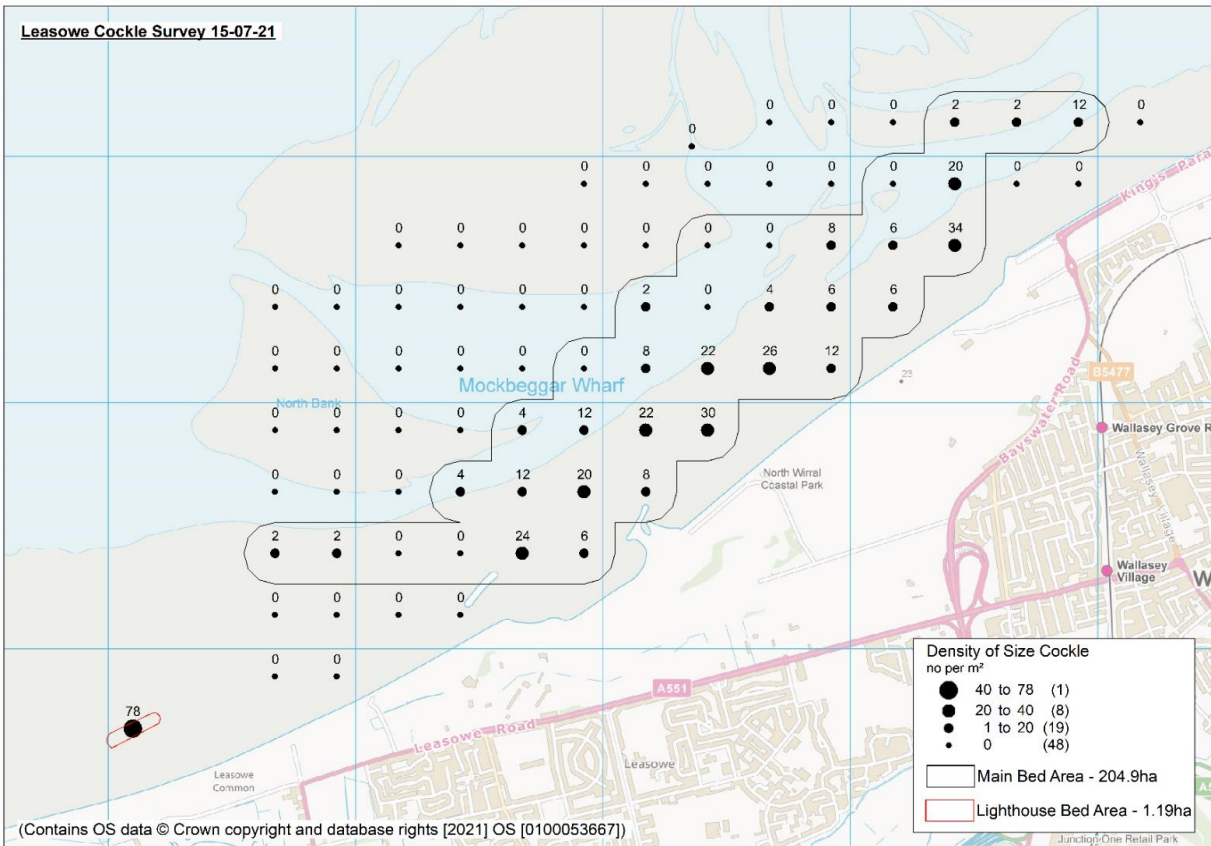 Leasowe Cockle Survey 15-07-21
0 0 0 2 2 12 0
0
0 0 0 0 0 0 20 0 0
King's Para
0 0 0 0 0 0 0 8 6 34
0 0 0 0 0 0 2 0 4 6 6
0 0 0 0 0 0 8 22 26 12
23
B5477
Mockbeggar Wharf
North Bank
0 0 0 0 4 12 22 30
Bayswater Road
Wallasey Grove R
Wallasey
Village
0 0 0 4 12 20 8
North Wirral
Coastal Park
2 2 0 0 24 6
Wallasey
Village
W
0 0 0 0
0 0
78
A551
Leasowe Road
Leasowe
Leasowe
Common
Density of Size Cockle
no per m²
40 to 78 (1)
20 to 40 (8)
1 to 20 (19)
0 (48)
Main Bed Area - 204.9ha
Lighthouse Bed Area - 1.19ha
A5
(Contains OS data © Crown copyright and database rights [2021] OS [0100053667])
Junction One Retail Park